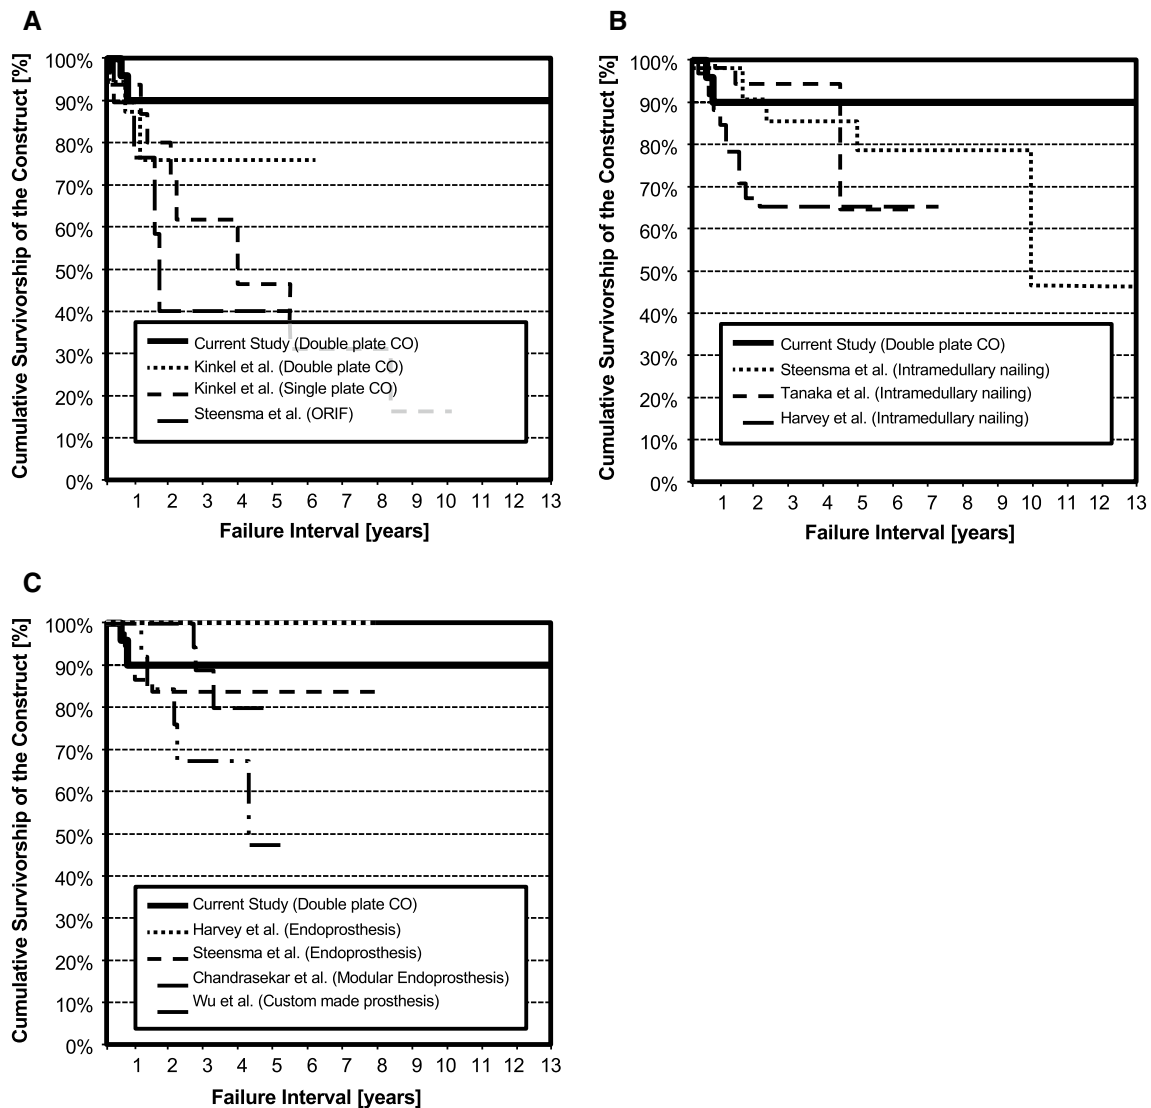 A
Cumulative Survivorship of the Construct [%]
100%
90%
80%
70%
60%
50%
40%
30%
20%
10%
0%
Current Study (Double plate CO)
Kinkel et al. (Double plate CO)
Kinkel et al. (Single plate CO)
Steensma et al. (ORIF)
1 2 3 4 5 6 7 8 9 10 11 12 13
Failure Interval [years]
B
Cumulative Survivorship of the Construct [%]
100%
90%
80%
70%
60%
50%
40%
30%
20%
10%
0%
Current Study (Double plate CO)
Steensma et al. (Intramedullary nailing)
Tanaka et al. (Intramedullary nailing)
Harvey et al. (Intramedullary nailing)
1 2 3 4 5 6 7 8 9 10 11 12 13
Failure Interval [years]
C
Cumulative Survivorship of the Construct [%]
100%
90%
80%
70%
60%
50%
40%
30%
20%
10%
0%
Current Study (Double plate CO)
Harvey et al. (Endoprosthesis)
Steensma et al. (Endoprosthesis)
Chandrasekar et al. (Modular Endoprosthesis)
Wu et al. (Custom made prosthesis)
1 2 3 4 5 6 7 8 9 10 11 12 13
Failure Interval [years]